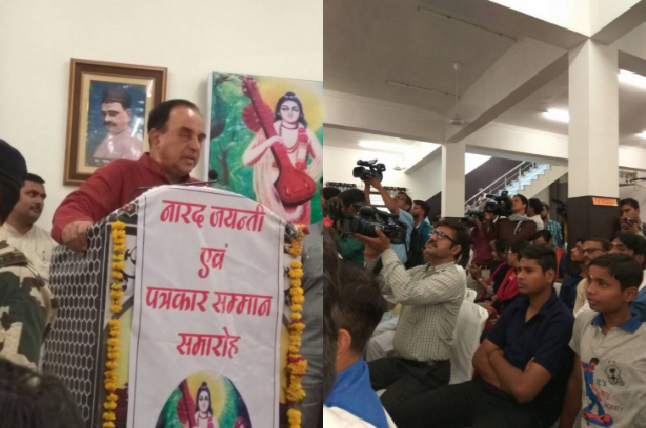 नारद जयन्ती
एवं
पत्रकार सम्मान
समारोह